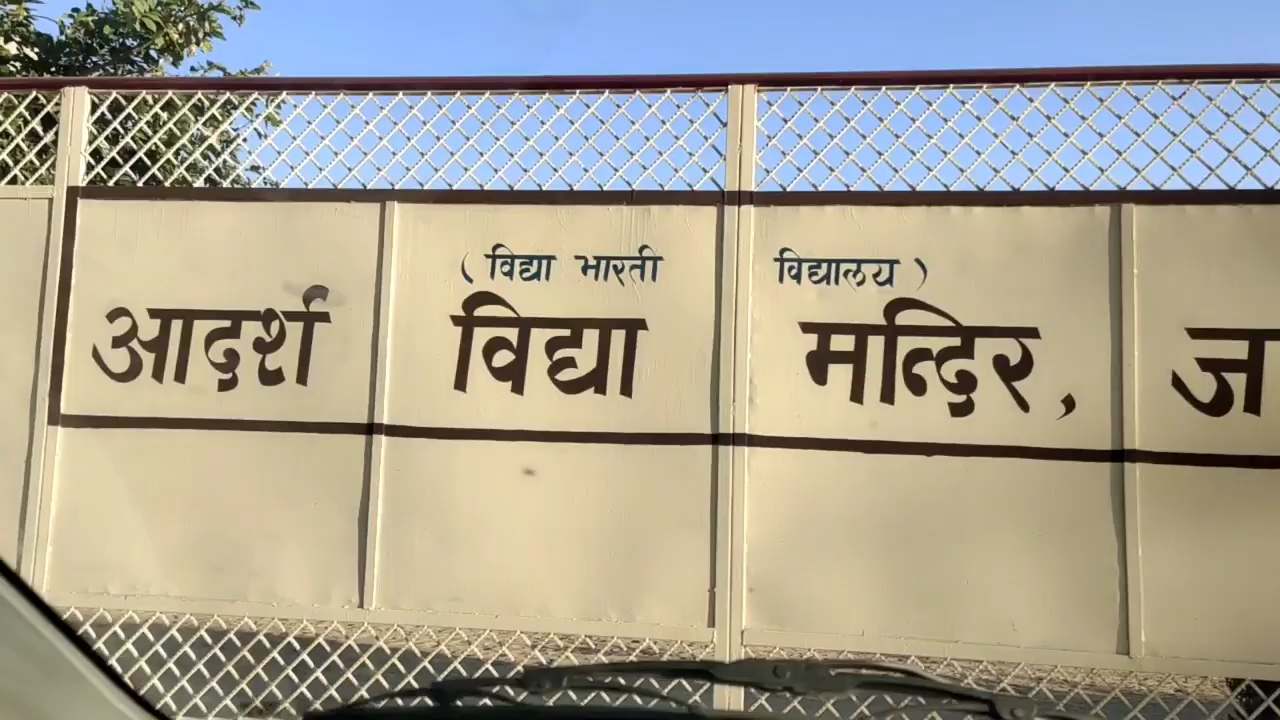 ( विद्या भारती विद्यालय )
आदर्श विद्या मन्दिर,